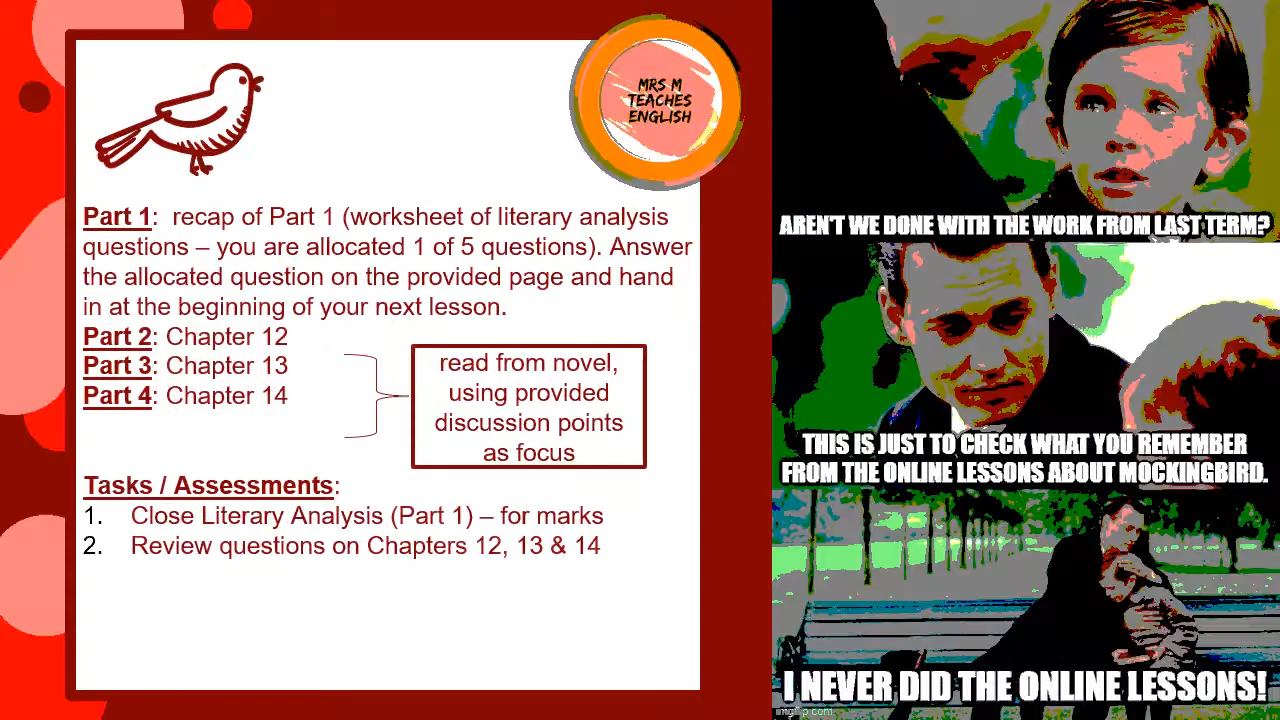 MRS M
TEACHES
ENGLISH
Part 1:  recap of Part 1 (worksheet of literary analysis
questions – you are allocated 1 of 5 questions). Answer
the allocated question on the provided page and hand
in at the beginning of your next lesson.
Part 2: Chapter 12
Part 3: Chapter 13
Part 4: Chapter 14
read from novel,
using provided
discussion points
as focus
Tasks / Assessments:
1. Close Literary Analysis (Part 1) – for marks
2. Review questions on Chapters 12, 13 & 14
AREN'T WE DONE WITH THE WORK FROM LAST TERM?
THIS IS JUST TO CHECK WHAT YOU REMEMBER
FROM THE ONLINE LESSONS ABOUT MOCKINGBIRD.
I NEVER DID THE ONLINE LESSONS!
imgflip.com